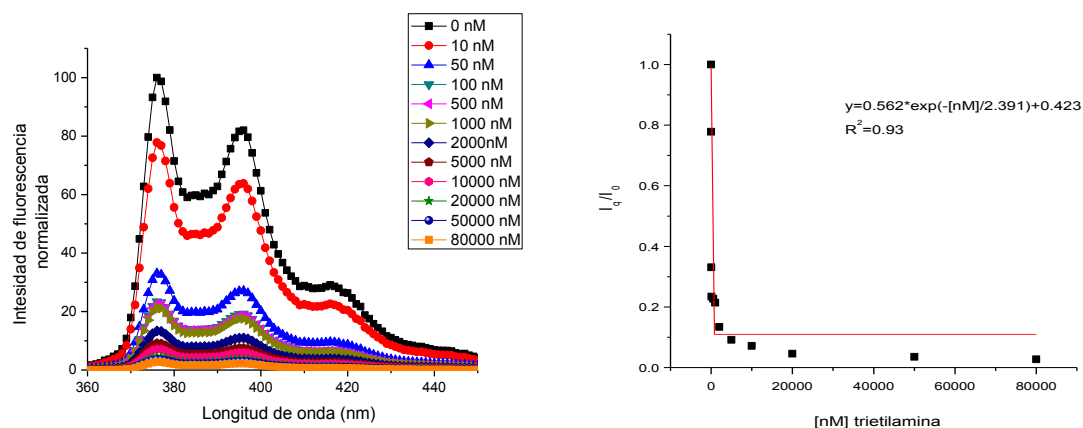 0 nM
10 nM
50 nM
100 nM
500 nM
1000 nM
2000nM
5000 nM
10000 nM
20000 nM
50000 nM
80000 nM
100
80
60
40
20
0
Intesidad de fluorescencia
normalizada
360
380
400
420
440
Longitud de onda (nm)
1.0
0.8
0.6
0.4
0.2
0.0
I_q/I_0
y=0.562*exp(-[nM]/2.391)+0.423
R²=0.93
0
20000
40000
60000
80000
[nM] trietilamina